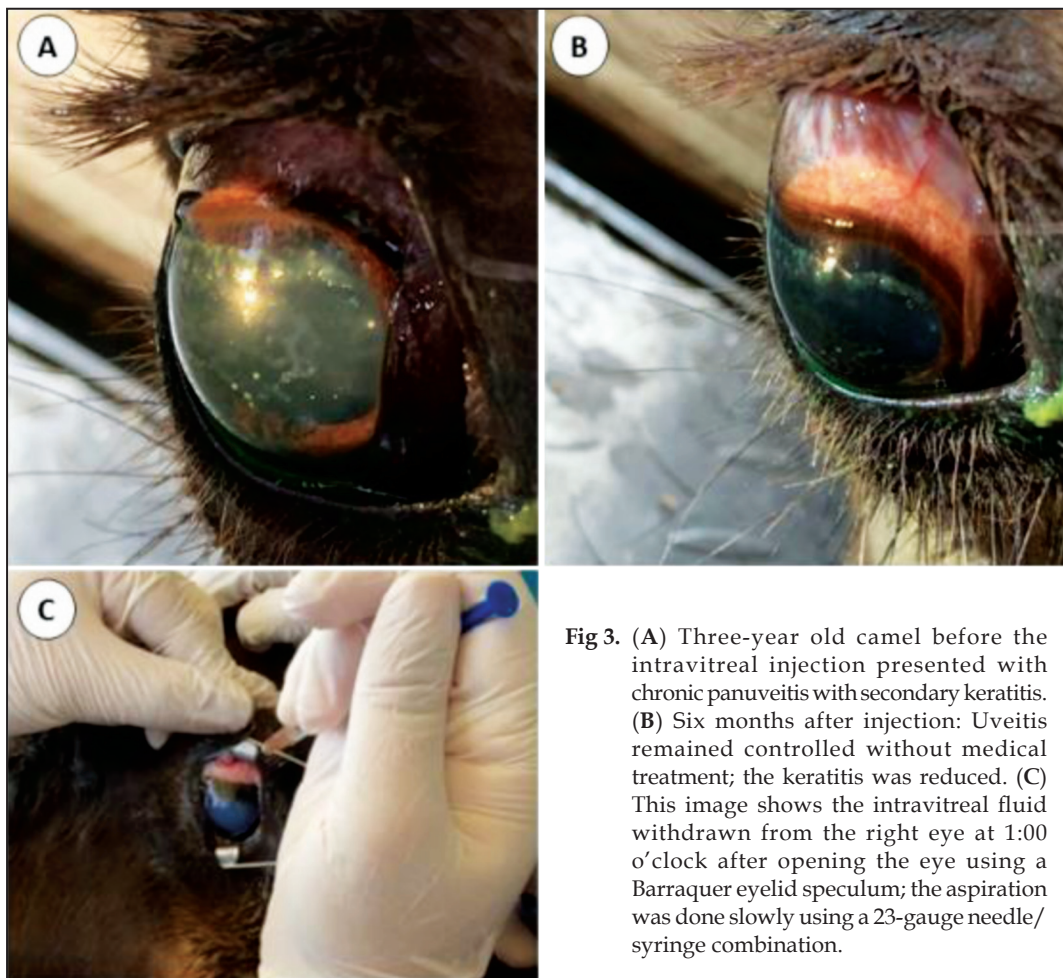 A
B
C
Fig 3. (A) Three-year old camel before the
intravitreal injection presented with
chronic panuveitis with secondary keratitis.
(B) Six months after injection: Uveitis
remained controlled without medical
treatment; the keratitis was reduced. (C)
This image shows the intravitreal fluid
withdrawn from the right eye at 1:00
o'clock after opening the eye using a
Barraquer eyelid speculum; the aspiration
was done slowly using a 23-gauge needle/
syringe combination.